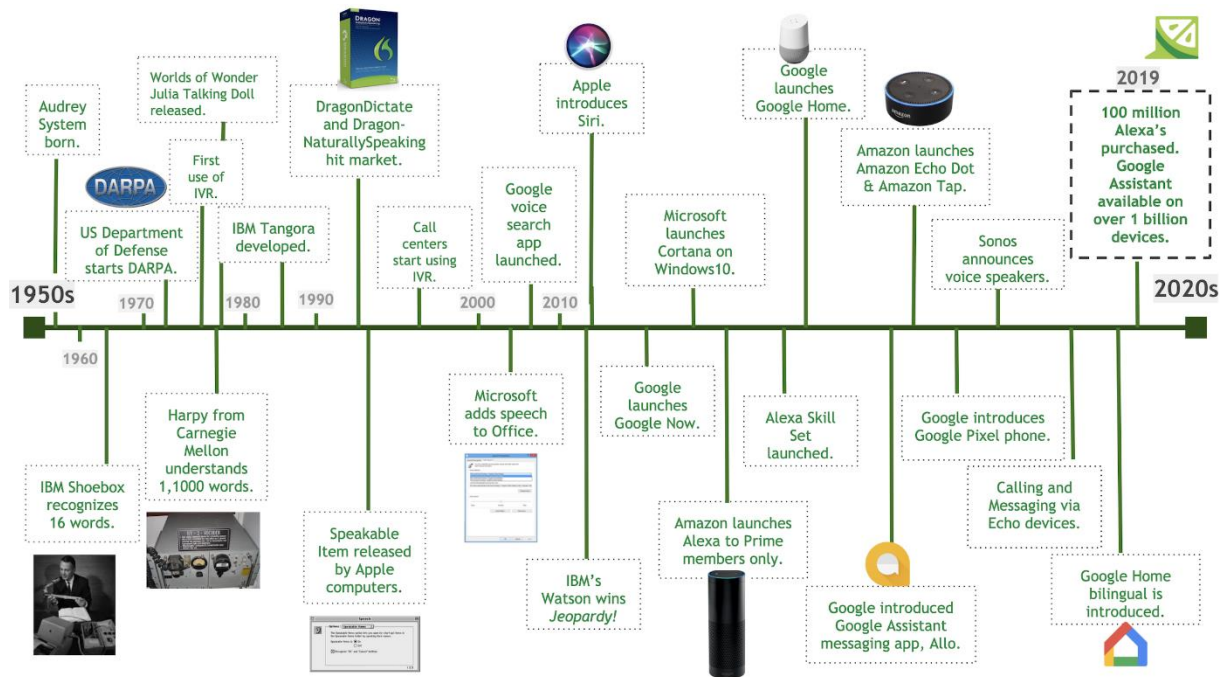 Audrey
System
born.
Worlds of Wonder
Julia Talking Doll
released.
DARPA
US Department
of Defense
starts DARPA.
First
use of
IVR.
IBM Tangora
developed.
DRAGON
DragonDictate
and Dragon-
NaturallySpeaking
hit market.
Call
centers
start using
IVR.
Google
voice
search
app
launched.
Apple
introduces
Siri.
Microsoft
launches
Cortana on
Windows10.
Google
launches
Google Home.
amazon
Amazon launches
Amazon Echo Dot
& Amazon Tap.
Sonos
announces
voice speakers.
2019
100 million
Alexa's
purchased.
Google
Assistant
available on
over 1 billion
devices.
1950s
1960
1970
1980
1990
2000
2010
2020s
IBM Shoebox
recognizes
16 words.
Harpy from
Carnegie
Mellon
understands
1,1000 words.
Speakable
Item released
by Apple
computers.
Speech
Microsoft
adds speech
to Office.
IBM's
Watson wins
Jeopardy!
Google
launches
Google Now.
Amazon launches
Alexa to Prime
members only.
Alexa Skill
Set
launched.
Google introduced
Google Assistant
messaging app, Allo.
Google introduces
Google Pixel phone.
Calling and
Messaging via
Echo devices.
Google Home
bilingual is
introduced.